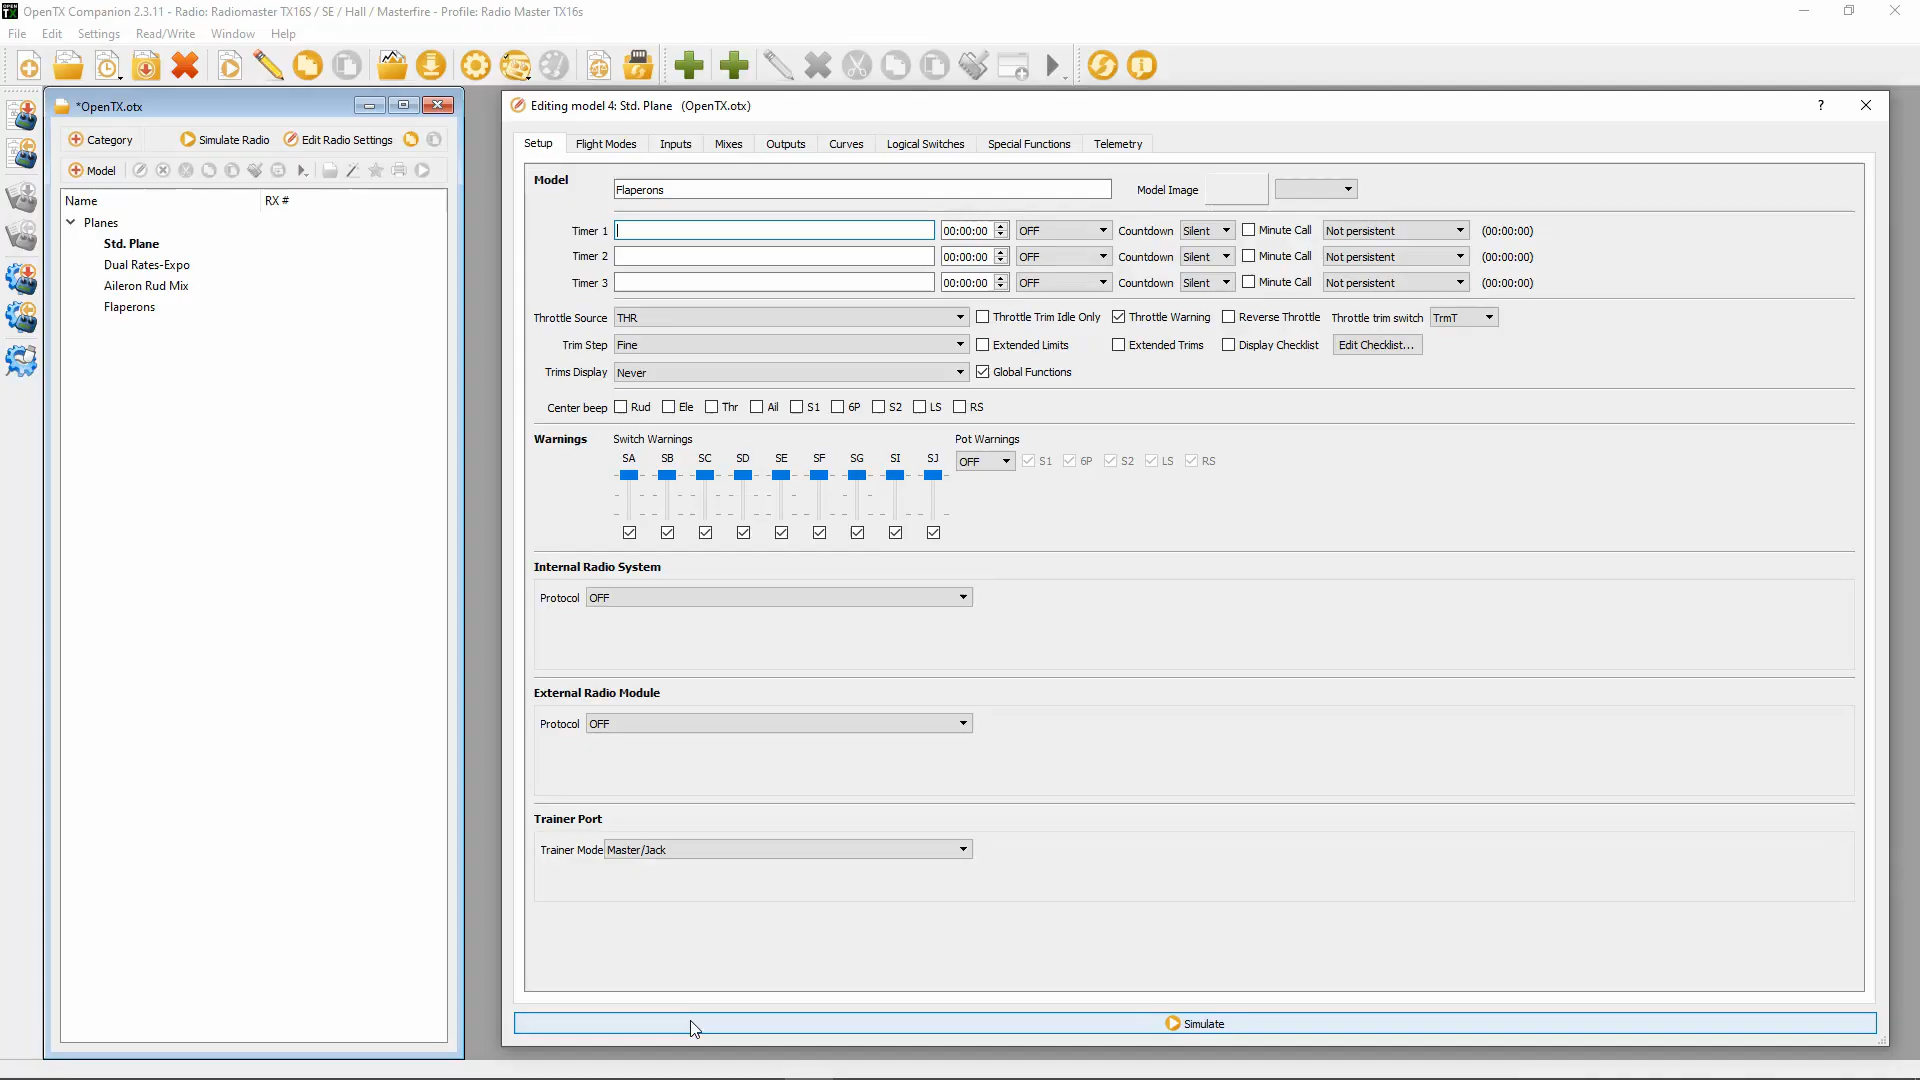 OpenTX Companion 2.3.11 - Radio: Radiomaster TX16S / SE / Hall / Masterfire - Profile: Radio Master TX16s
File Edit Settings Read/Write Window Help
*OpenTX.otx
Category Simulate Radio Edit Radio Settings
Model
Name RX #
Planes
Std. Plane
Dual Rates-Expo
Aileron Rud Mix
Flaperons
Editing model 4: Std. Plane (OpenTX.otx) ?
Setup Flight Modes Inputs Mixes Outputs Curves Logical Switches Special Functions Telemetry
Model Flaperons Model Image
Timer 1 00:00:00 OFF Countdown Silent Minute Call Not persistent (00:00:00)
Timer 2 00:00:00 OFF Countdown Silent Minute Call Not persistent (00:00:00)
Timer 3 00:00:00 OFF Countdown Silent Minute Call Not persistent (00:00:00)
Throttle Source THR Throttle Trim Idle Only Throttle Warning Reverse Throttle Throttle trim switch TrmT
Trim Step Fine Extended Limits Extended Trims Display Checklist Edit Checklist...
Trims Display Never Global Functions
Center beep Rud Ele Thr Ail S1 6P S2 LS RS
Warnings Switch Warnings Pot Warnings
SA SB SC SD SE SF SG SI SJ OFF S1 6P S2 LS RS
Internal Radio System
Protocol OFF
External Radio Module
Protocol OFF
Trainer Port
Trainer Mode Master/Jack
Simulate